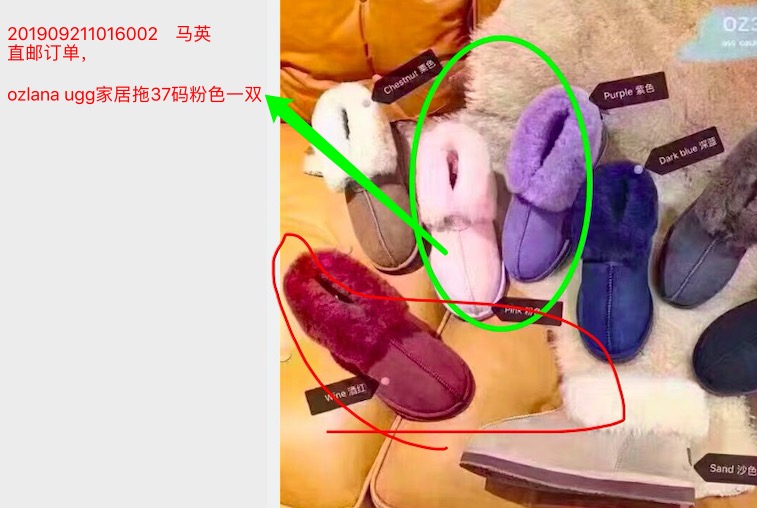 201909211016002 马英
直邮订单,
ozlana ugg家居拖37码粉色一双
Chestnut 栗色
Purple 紫色
Dark blue 深蓝
Pink 粉色
Wine 酒红
Sand 沙色